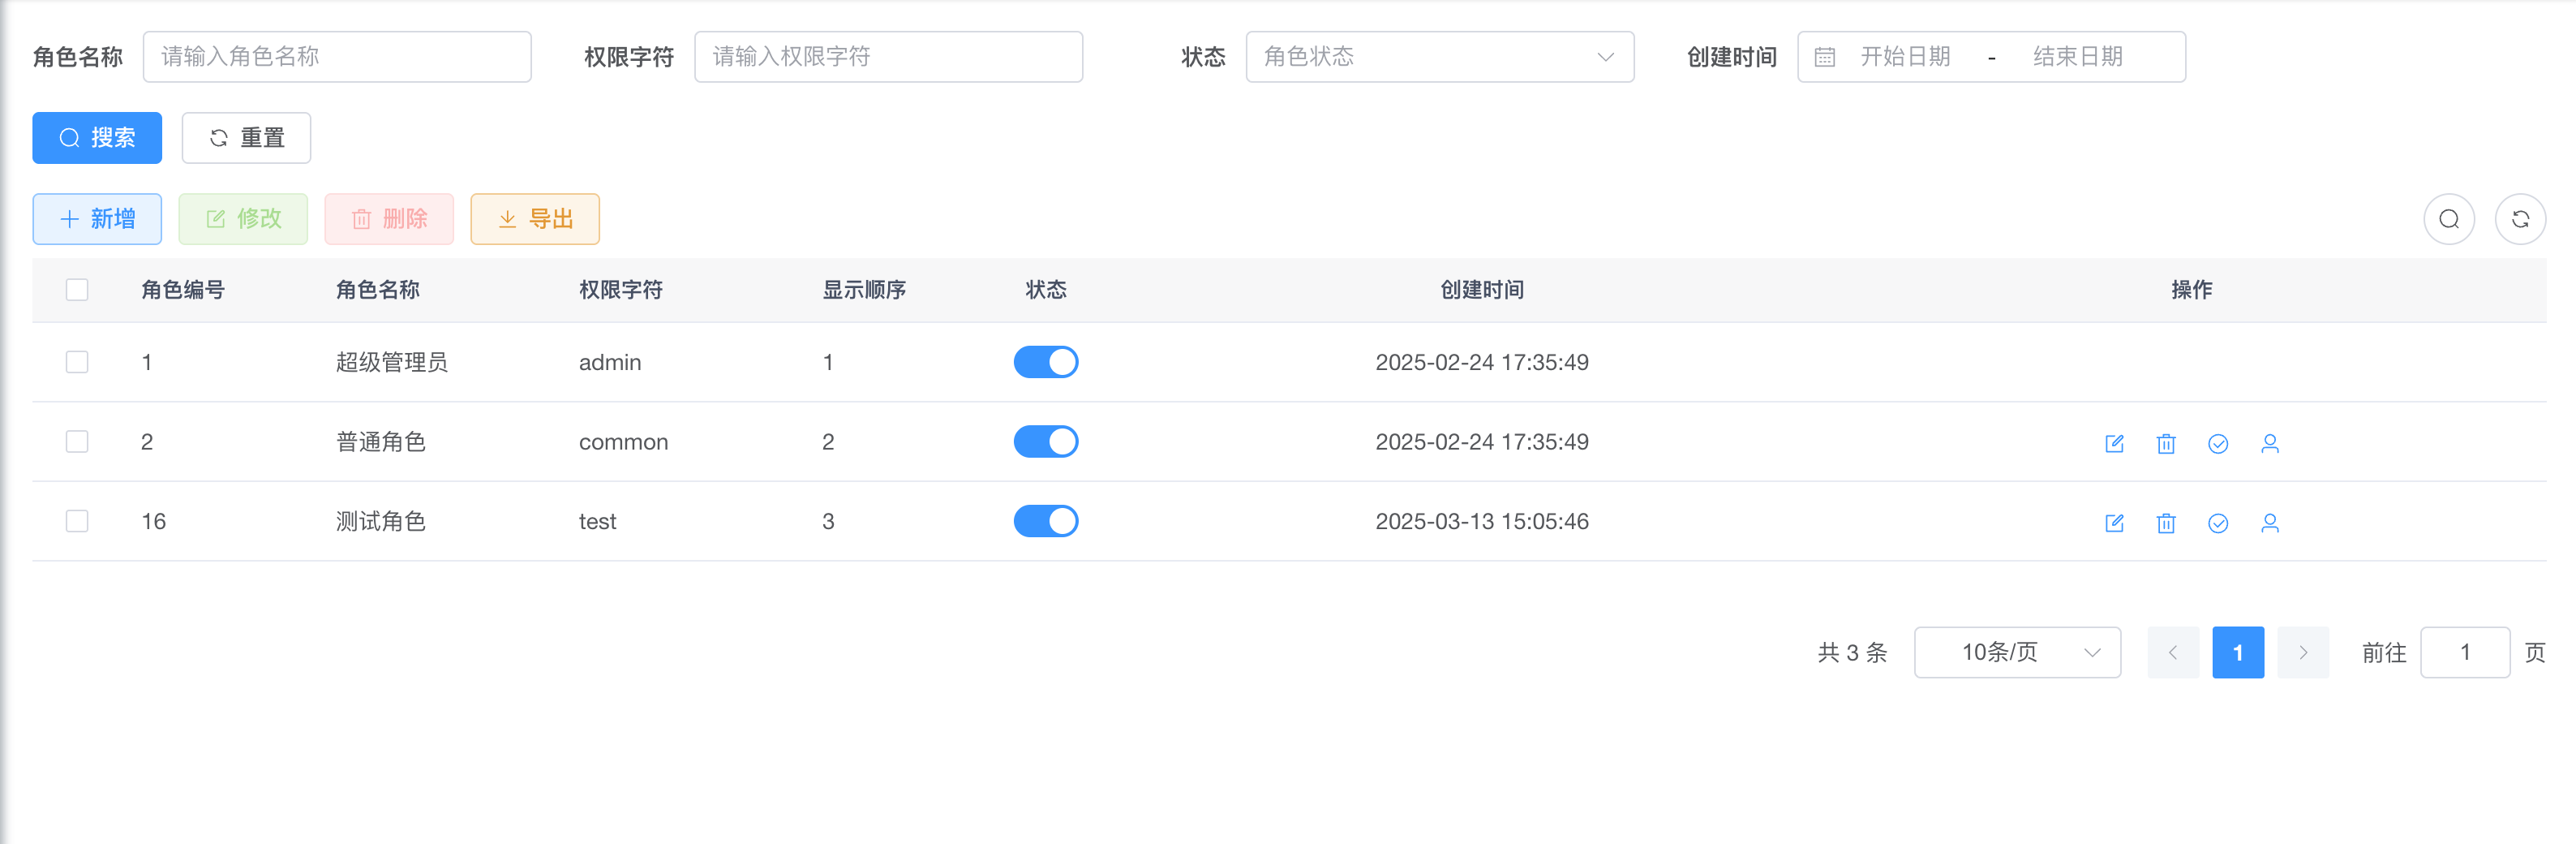 角色名称 请输入角色名称 权限字符 请输入权限字符 状态 角色状态 创建时间 开始日期 - 结束日期
搜索 重置
新增 修改 删除 导出
角色编号 角色名称 权限字符 显示顺序 状态 创建时间 操作
1 超级管理员 admin 1 2025-02-24 17:35:49
2 普通角色 common 2 2025-02-24 17:35:49
16 测试角色 test 3 2025-03-13 15:05:46
共 3 条 10条/页 1 前往 1 页